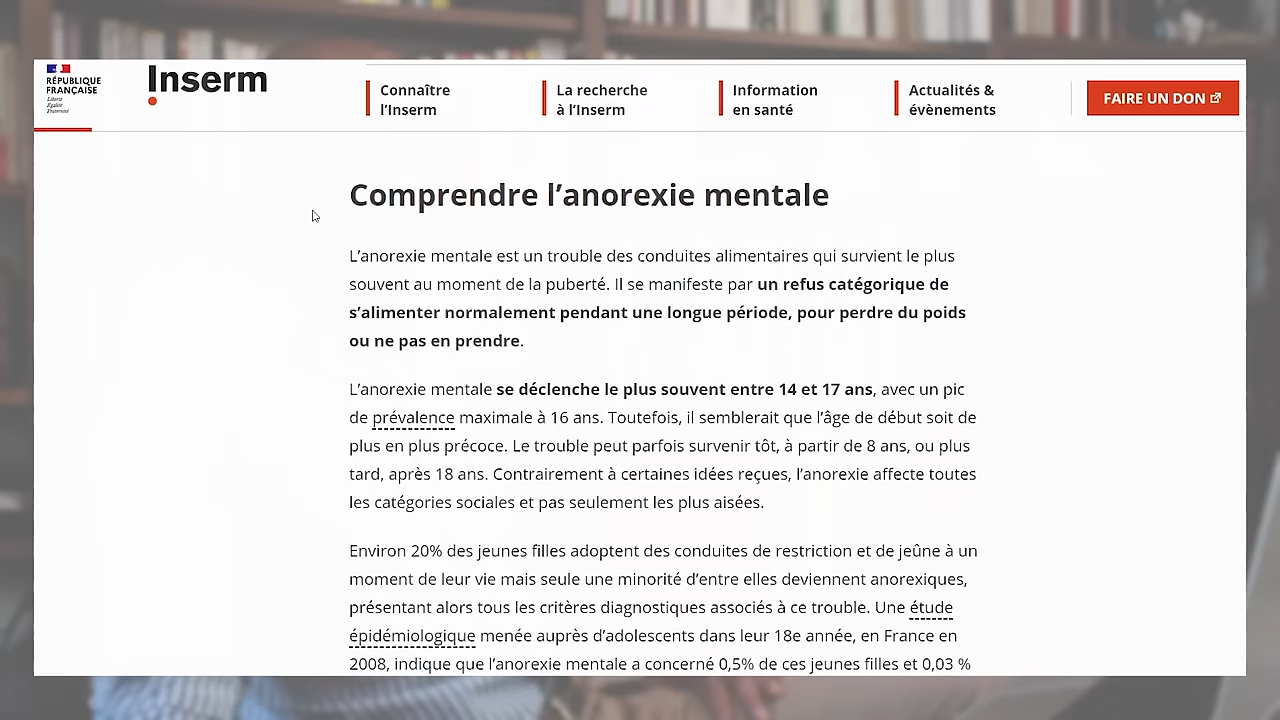 RÉPUBLIQUE
FRANÇAISE
Liberté
Égalité
Fraternité
Inserm
Connaître
l’Inserm
La recherche
à l’Inserm
Information
en santé
Actualités &
évènements
FAIRE UN DON
Comprendre l’anorexie mentale
L’anorexie mentale est un trouble des conduites alimentaires qui survient le plus
souvent au moment de la puberté. Il se manifeste par un refus catégorique de
s’alimenter normalement pendant une longue période, pour perdre du poids
ou ne pas en prendre.
L’anorexie mentale se déclenche le plus souvent entre 14 et 17 ans, avec un pic
de prévalence maximale à 16 ans. Toutefois, il semblerait que l’âge de début soit de
plus en plus précoce. Le trouble peut parfois survenir tôt, à partir de 8 ans, ou plus
tard, après 18 ans. Contrairement à certaines idées reçues, l’anorexie affecte toutes
les catégories sociales et pas seulement les plus aisées.
Environ 20% des jeunes filles adoptent des conduites de restriction et de jeûne à un
moment de leur vie mais seule une minorité d’entre elles deviennent anorexiques,
présentant alors tous les critères diagnostiques associés à ce trouble. Une étude
épidémiologique menée auprès d’adolescents dans leur 18e année, en France en
2008, indique que l’anorexie mentale a concerné 0,5% de ces jeunes filles et 0,03 %